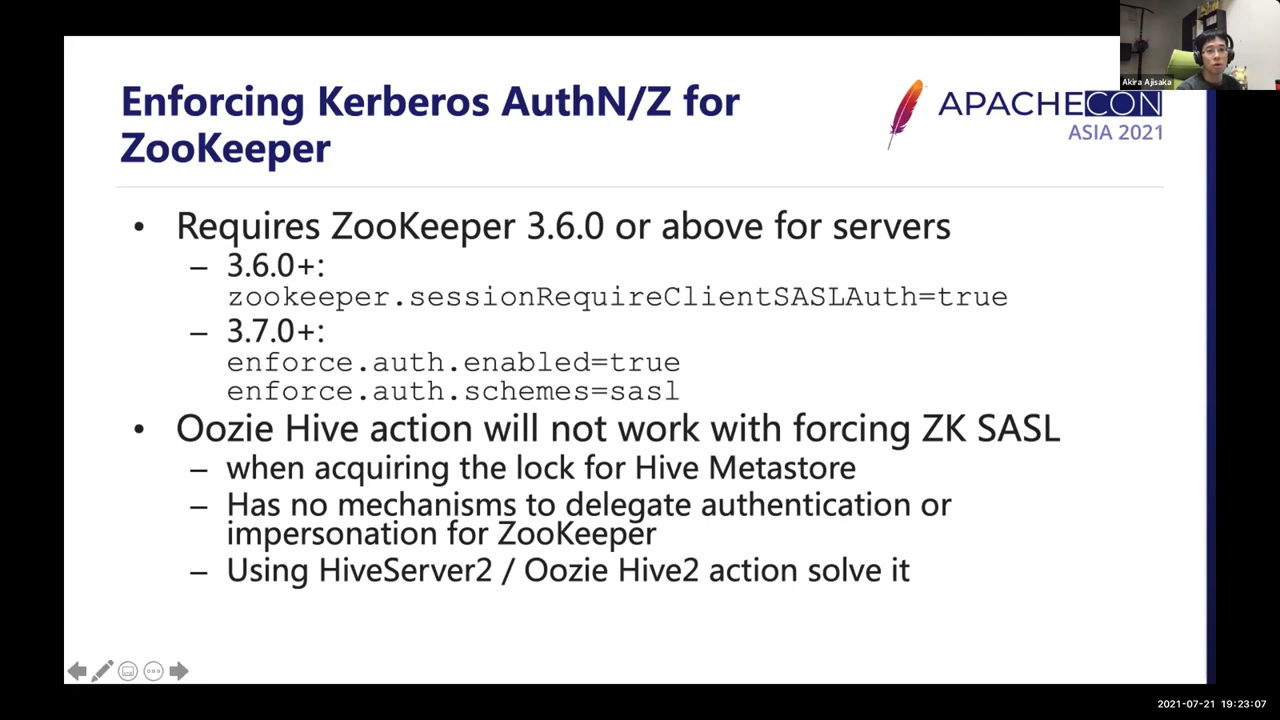 Akira Ajisaka
Enforcing Kerberos AuthN/Z for
ZooKeeper
APACHECON
ASIA 2021
• Requires ZooKeeper 3.6.0 or above for servers
– 3.6.0+:
zookeeper.sessionRequireClientSASLAuth=true
– 3.7.0+:
enforce.auth.enabled=true
enforce.auth.schemes=sasl
• Oozie Hive action will not work with forcing ZK SASL
– when acquiring the lock for Hive Metastore
– Has no mechanisms to delegate authentication or
impersonation for ZooKeeper
– Using HiveServer2 / Oozie Hive2 action solve it
2021-07-21 19:23:07